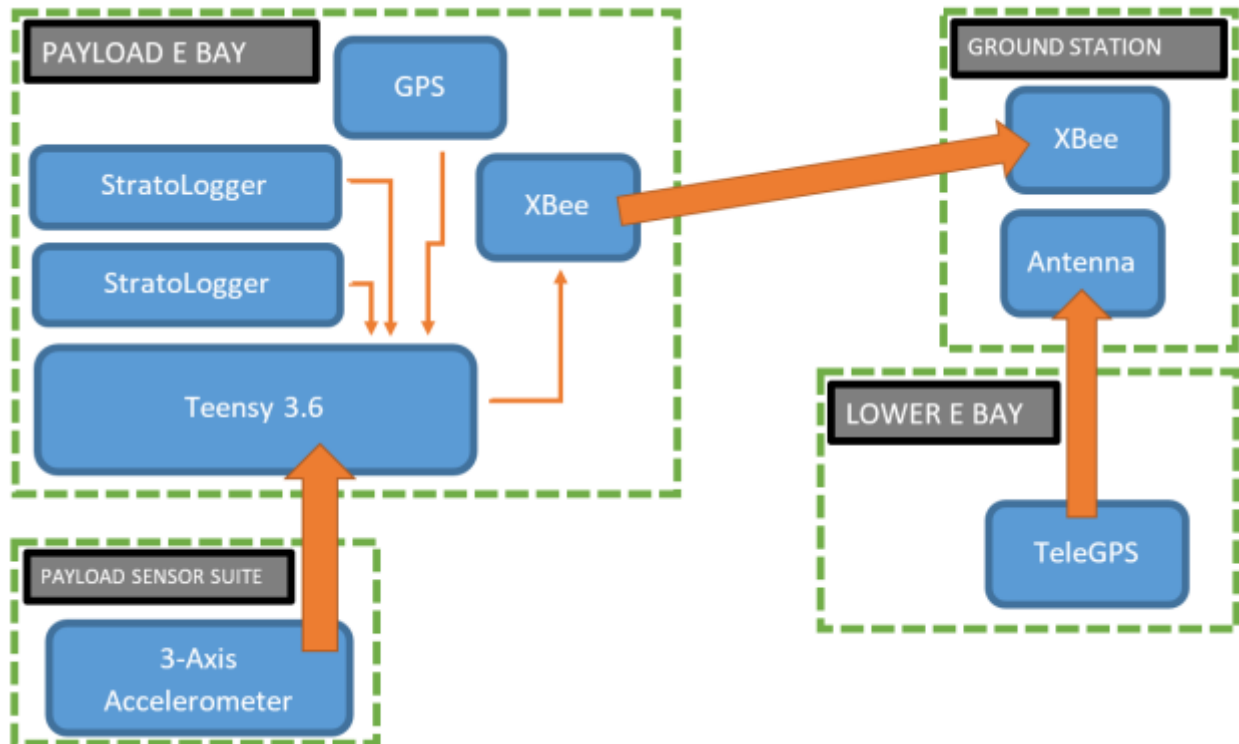 PAYLOAD E BAY
GPS
StratoLogger
StratoLogger
XBee
Teensy 3.6
PAYLOAD SENSOR SUITE
3-Axis
Accelerometer
GROUND STATION
XBee
Antenna
LOWER E BAY
TeleGPS